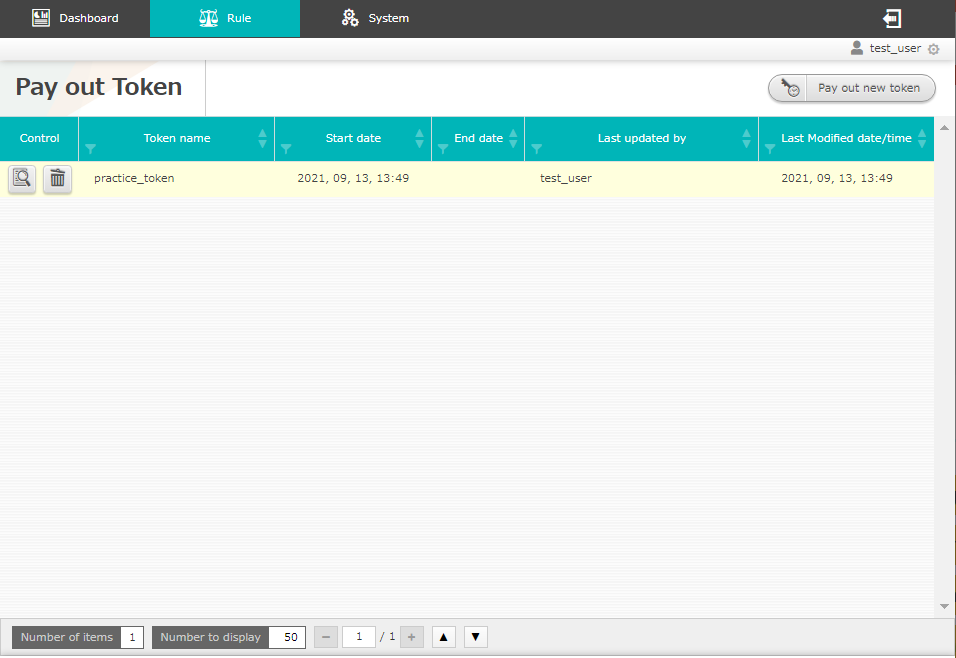 Dashboard Rule System
test_user
Pay out Token
Pay out new token
Control Token name Start date End date Last updated by Last Modified date/time
practice_token 2021, 09, 13, 13:49 test_user 2021, 09, 13, 13:49
Number of items 1 Number to display 50 − 1 / 1 + ▲ ▼